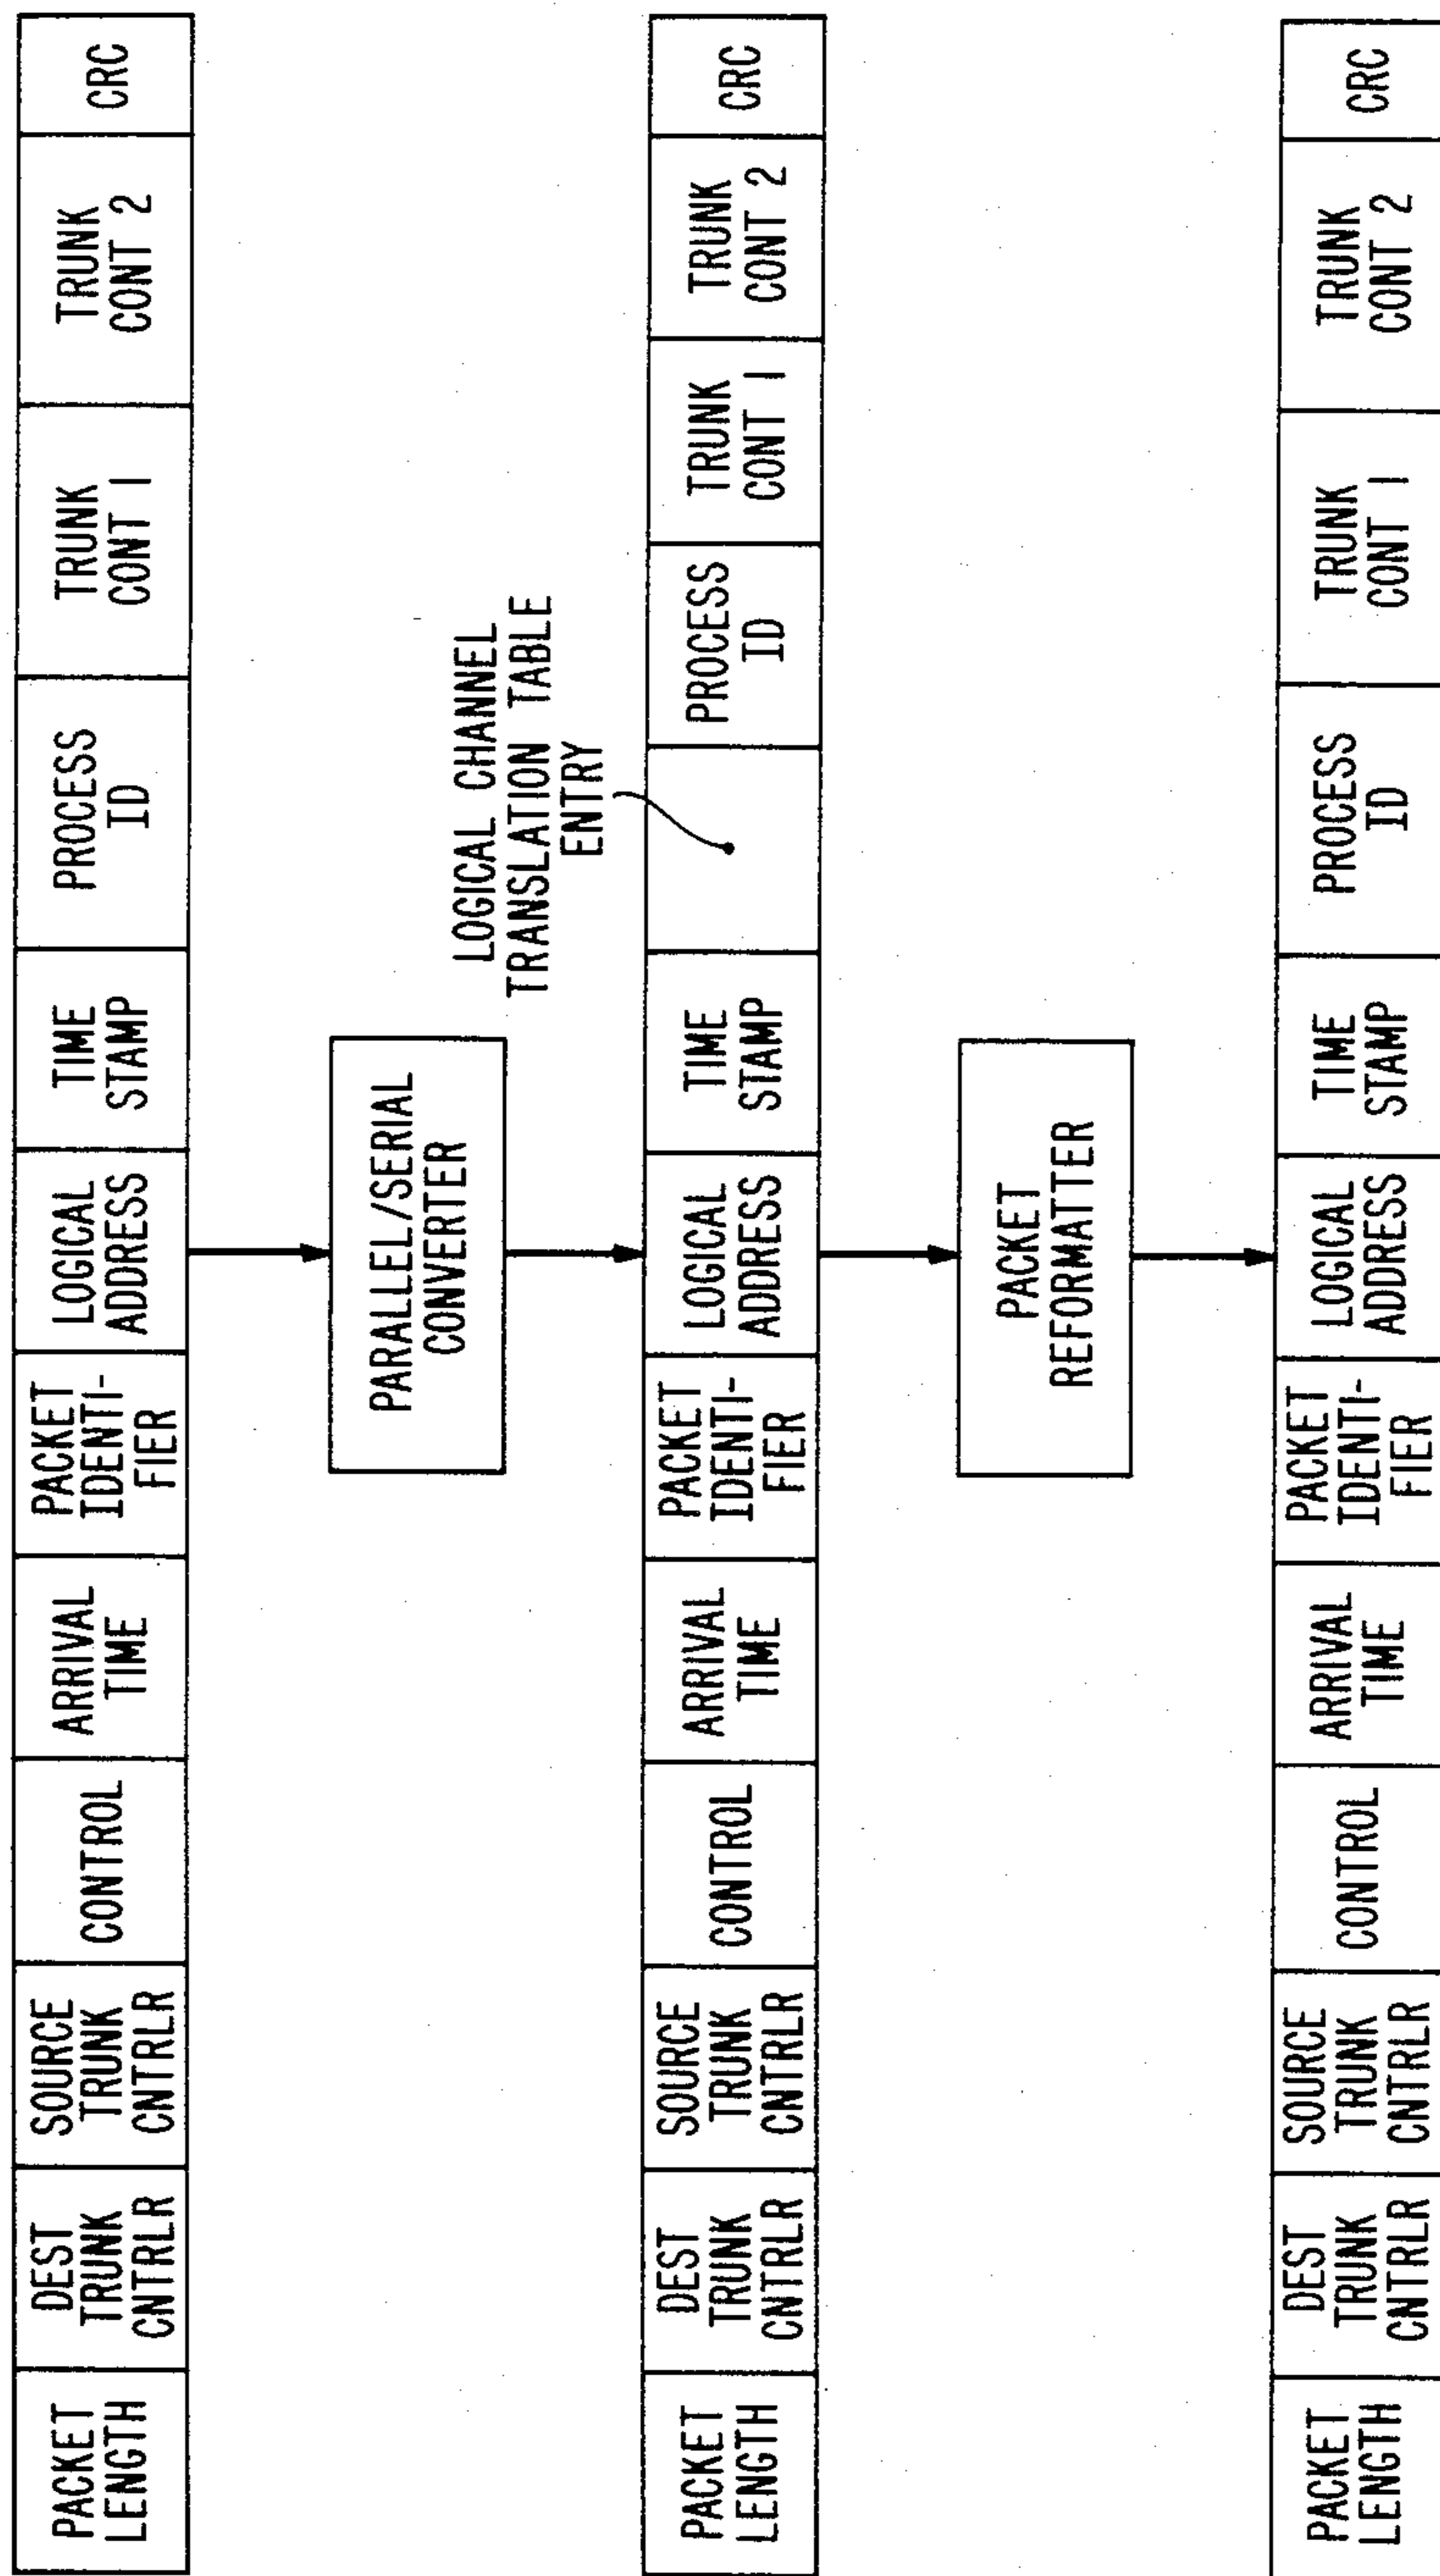 PACKET
LENGTH
DEST
TRUNK
CNTRLR
SOURCE
TRUNK
CNTRLR
CONTROL
ARRIVAL
TIME
PACKET
IDENTI-
FIER
LOGICAL
ADDRESS
TIME
STAMP
PROCESS
ID
TRUNK
CONT 1
TRUNK
CONT 2
CRC
PARALLEL/SERIAL
CONVERTER
LOGICAL CHANNEL
TRANSLATION TABLE
ENTRY
PACKET
LENGTH
DEST
TRUNK
CNTRLR
SOURCE
TRUNK
CNTRLR
CONTROL
ARRIVAL
TIME
PACKET
IDENTI-
FIER
LOGICAL
ADDRESS
TIME
STAMP
PROCESS
ID
TRUNK
CONT 1
TRUNK
CONT 2
CRC
PACKET
REFORMATTER
PACKET
LENGTH
DEST
TRUNK
CNTRLR
SOURCE
TRUNK
CNTRLR
CONTROL
ARRIVAL
TIME
PACKET
IDENTI-
FIER
LOGICAL
ADDRESS
TIME
STAMP
PROCESS
ID
TRUNK
CONT 1
TRUNK
CONT 2
CRC